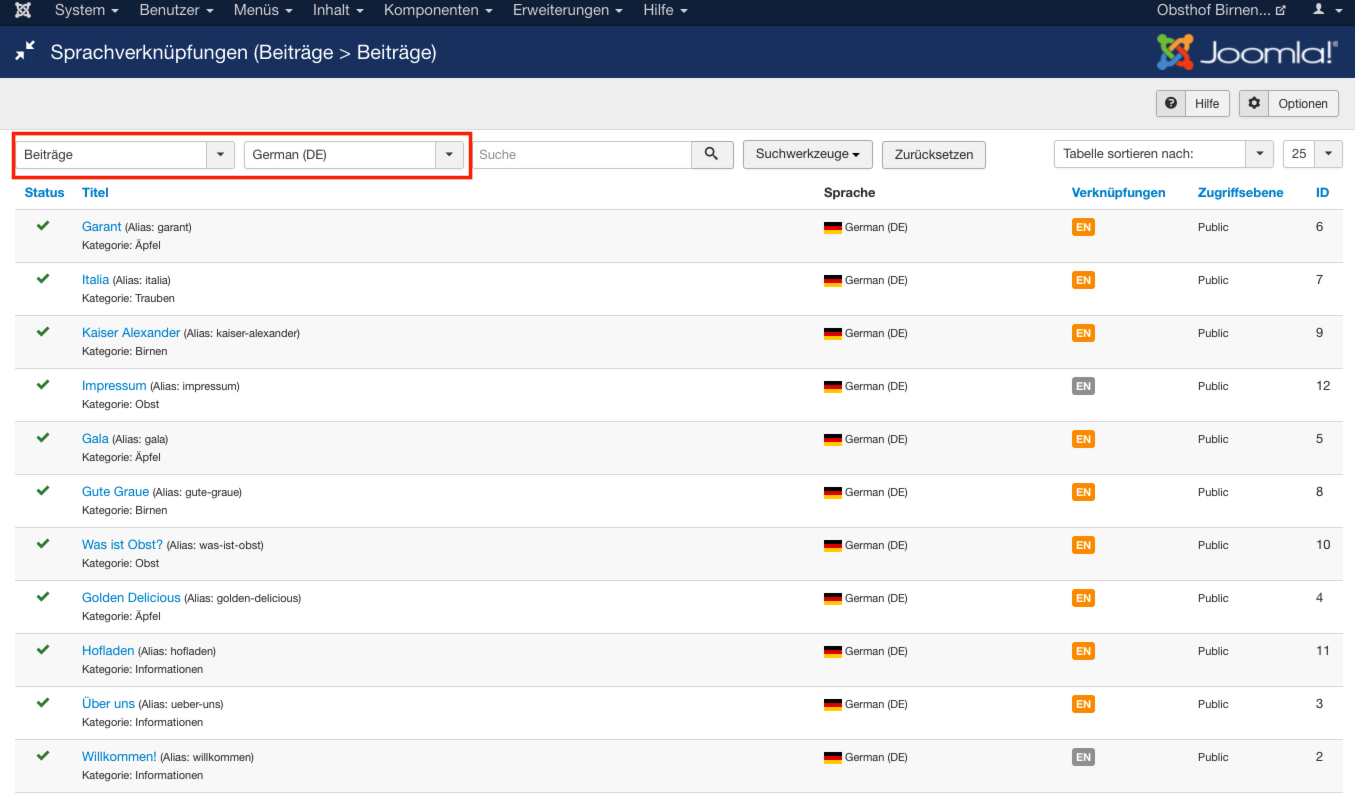 System Benutzer Menüs Inhalt Komponenten Erweiterungen Hilfe Obsthof Birnen...
Sprachverknüpfungen (Beiträge > Beiträge) Joomla!®
Hilfe Optionen
Beiträge German (DE) Suche Suchwerkzeuge Zurücksetzen Tabelle sortieren nach: 25
Status Titel Sprache Verknüpfungen Zugriffsebene ID
Garant (Alias: garant) German (DE) EN Public 6
Kategorie: Äpfel
Italia (Alias: italia) German (DE) EN Public 7
Kategorie: Trauben
Kaiser Alexander (Alias: kaiser-alexander) German (DE) EN Public 9
Kategorie: Birnen
Impressum (Alias: impressum) German (DE) EN Public 12
Kategorie: Obst
Gala (Alias: gala) German (DE) EN Public 5
Kategorie: Äpfel
Gute Graue (Alias: gute-graue) German (DE) EN Public 8
Kategorie: Birnen
Was ist Obst? (Alias: was-ist-obst) German (DE) EN Public 10
Kategorie: Obst
Golden Delicious (Alias: golden-delicious) German (DE) EN Public 4
Kategorie: Äpfel
Hofladen (Alias: hofladen) German (DE) EN Public 11
Kategorie: Informationen
Über uns (Alias: ueber-uns) German (DE) EN Public 3
Kategorie: Informationen
Willkommen! (Alias: willkommen) German (DE) EN Public 2
Kategorie: Informationen